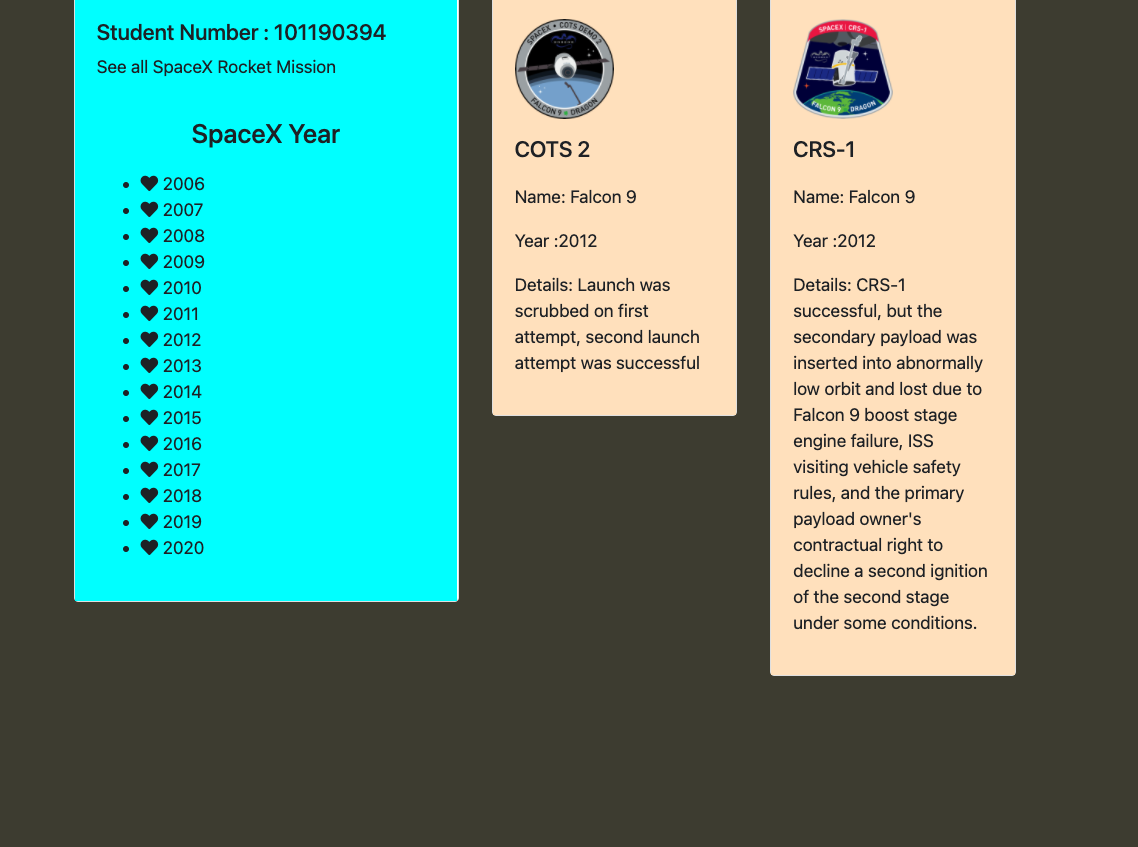 Student Number : 101190394
See all SpaceX Rocket Mission
SpaceX Year
2006
2007
2008
2009
2010
2011
2012
2013
2014
2015
2016
2017
2018
2019
2020
SPACEX • COTS DEMO 2
FALCON 9 DRAGON
COTS 2
Name: Falcon 9
Year :2012
Details: Launch was
scrubbed on first
attempt, second launch
attempt was successful
SPACEX CRS-1
FALCON 9 DRAGON
CRS-1
Name: Falcon 9
Year :2012
Details: CRS-1
successful, but the
secondary payload was
inserted into abnormally
low orbit and lost due to
Falcon 9 boost stage
engine failure, ISS
visiting vehicle safety
rules, and the primary
payload owner's
contractual right to
decline a second ignition
of the second stage
under some conditions.